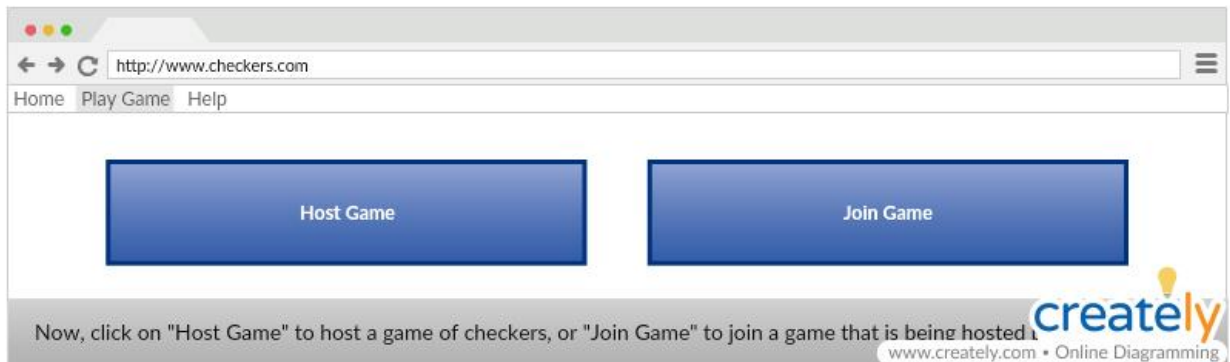 http://www.checkers.com
Home Play Game Help
Host Game Join Game
Now, click on "Host Game" to host a game of checkers, or "Join Game" to join a game that is being hosted
creately
www.creately.com • Online Diagramming